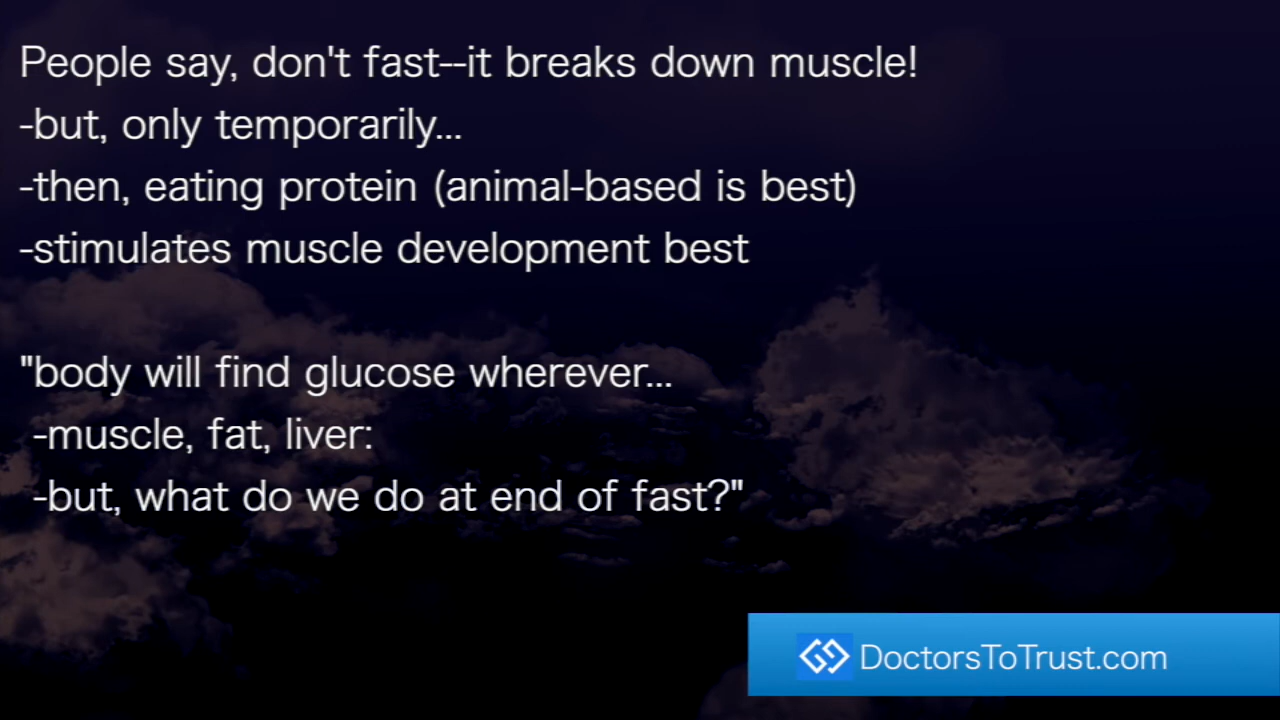 People say, don't fast--it breaks down muscle!
-but, only temporarily...
-then, eating protein (animal-based is best)
-stimulates muscle development best
"body will find glucose wherever...
-muscle, fat, liver:
-but, what do we do at end of fast?"
DoctorsToTrust.com